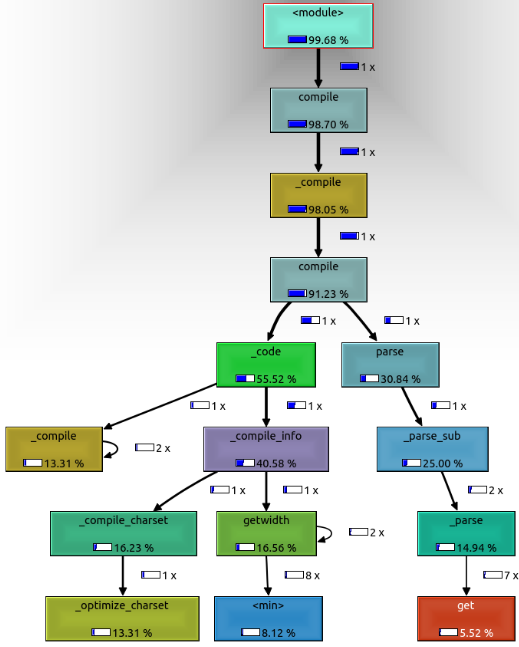 <module>
99.68 %
1 x
compile
98.70 %
1 x
_compile
98.05 %
1 x
compile
91.23 %
1 x
1 x
_code
55.52 %
parse
30.84 %
1 x
1 x
1 x
_compile
13.31 %
2 x
_compile_info
40.58 %
_parse_sub
25.00 %
1 x
1 x
2 x
_compile_charset
16.23 %
getwidth
16.56 %
2 x
_parse
14.94 %
1 x
8 x
7 x
_optimize_charset
13.31 %
<min>
8.12 %
get
5.52 %